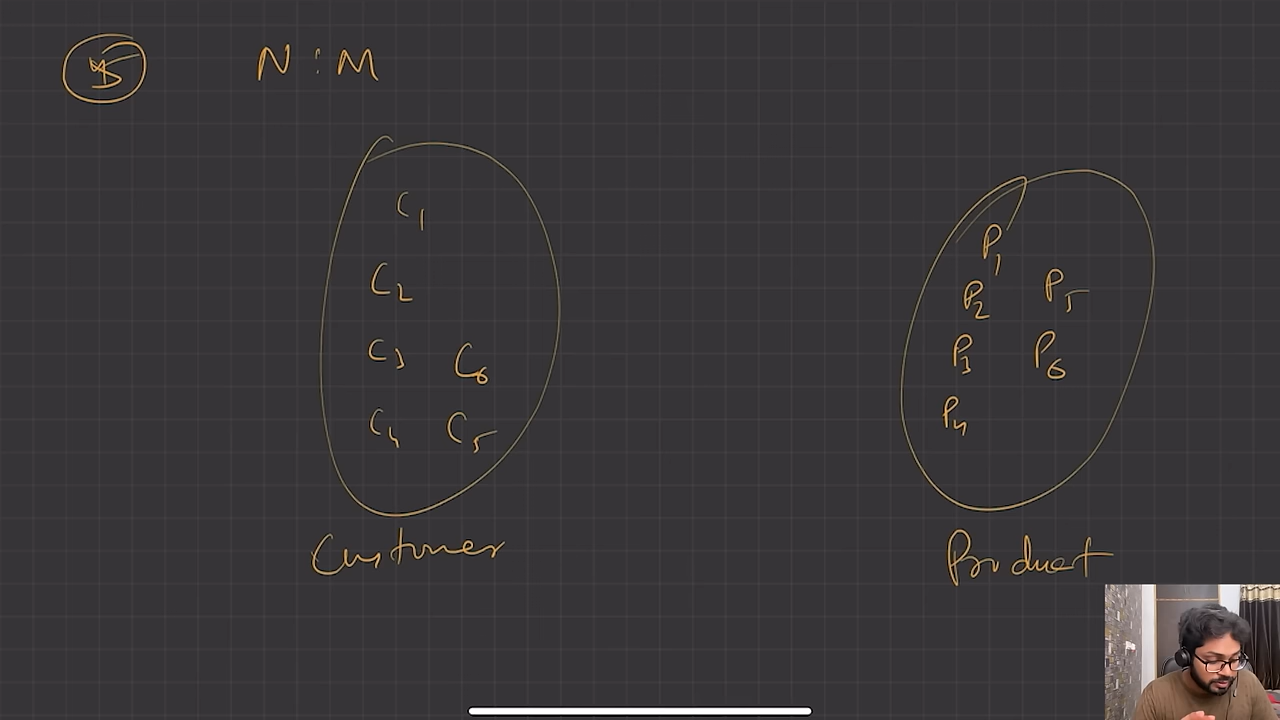 5 N : M
C1
C2
C3 C6
C4 C5
Customer
P1
P2 P5
P3 P6
P4
Product